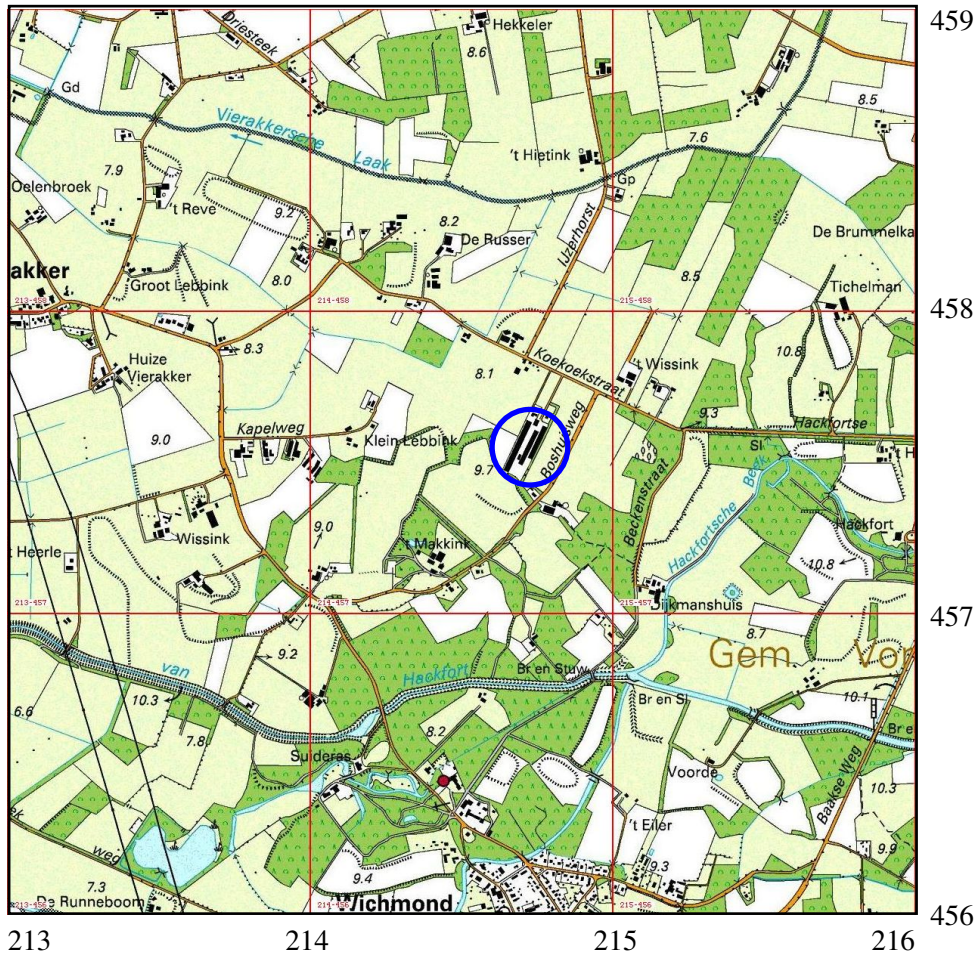 459
Hekkeler
Driesteek
8.6
Gd
8.5
Vierakkersche
Laak
7.6
't Hietink
7.9
Oelenbroek
Gp
't Reve
9.2
8.2
De Russer
IJzerhorst
De Brummelka
akker
Groot Lebbink
8.0
8.5
Tichelman
213-458
214-458
215-458
458
8.3
Huize
Vierakker
8.1
Koekoekstraat
't Wissink
10.8
9.3
Hackfortse
9.0
Kapelweg
Klein Lebbink
Boshuisweg
9.7
Sl
't H
Beckenstraat
Hackfortsche Beek
Wissink
9.0
Hackfort
t Heerle
't Makkink
10.8
213-457
214-457
215-457
Dijkmanshuis
457
8.7
Gem Vor
van
Hackfort
9.2
Br en Stuw
10.3
10.1
6.6
Br en Sl
7.8
8.2
Br e
Suideras
Voorde
Baakse Weg
10.3
't Eiler
weg
9.9
9.3
7.3
9.4
e Runneboom
Vichmond
213-456
214-456
215-456
456
213
214
215
216